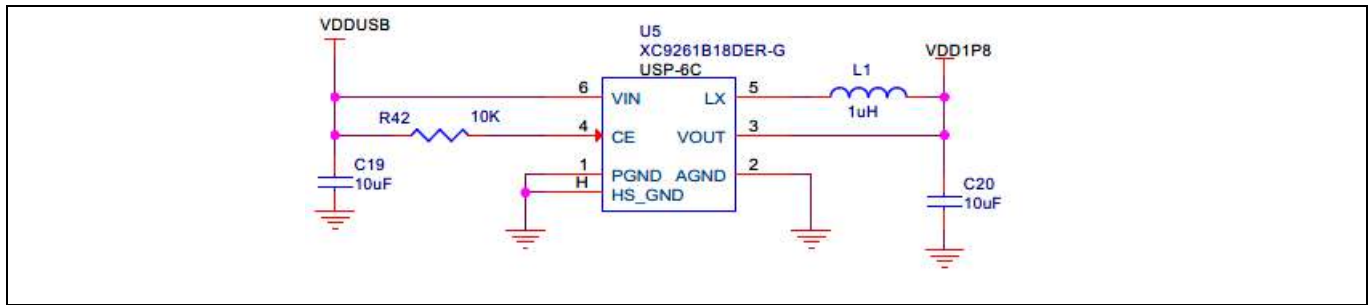 VDDUSB
U5
XC9261B18DER-G
USP-6C
VDD1P8
L1
1uH
6
VIN
LX
5
R42
10K
4
CE
VOUT
3
1
PGND
AGND
2
H
HS_GND
C19
10uF
C20
10uF